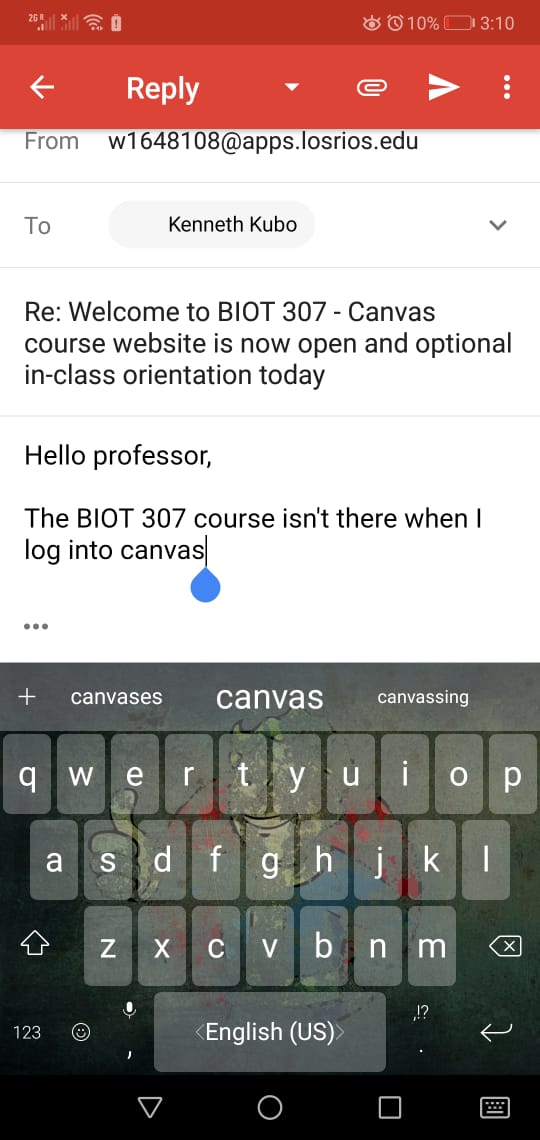 2G R 10% 3:10
Reply
From w1648108@apps.losrios.edu
To Kenneth Kubo
Re: Welcome to BIOT 307 - Canvas
course website is now open and optional
in-class orientation today
Hello professor,
The BIOT 307 course isn't there when I
log into canvas
+ canvases canvas canvassing
q w e r t y u i o p
a s d f g h j k l
z x c v b n m
,!?
123 , <English (US)> .